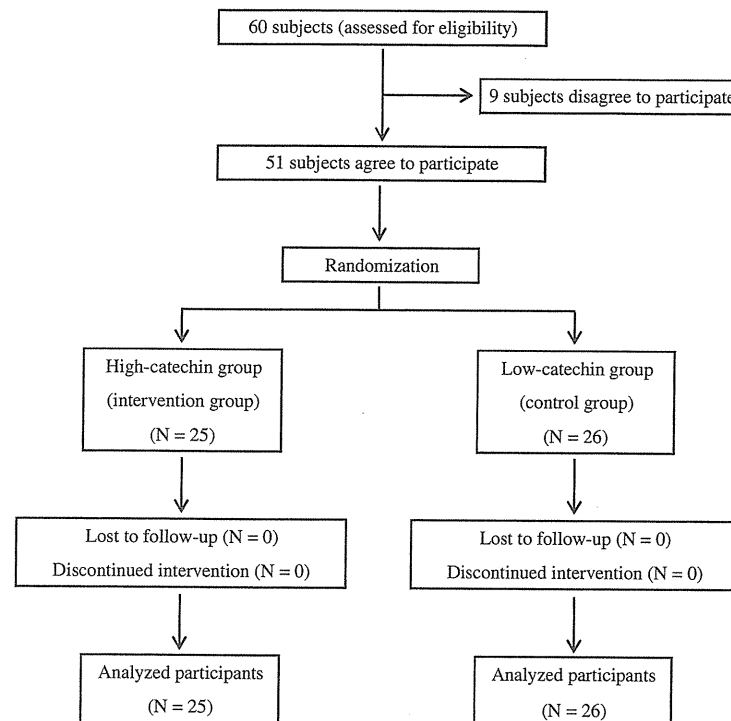 60 subjects (assessed for eligibility)
9 subjects disagree to participate
51 subjects agree to participate
Randomization
High-catechin group
(intervention group)
(N = 25)
Low-catechin group
(control group)
(N = 26)
Lost to follow-up (N = 0)
Discontinued intervention (N = 0)
Lost to follow-up (N = 0)
Discontinued intervention (N = 0)
Analyzed participants
(N = 25)
Analyzed participants
(N = 26)